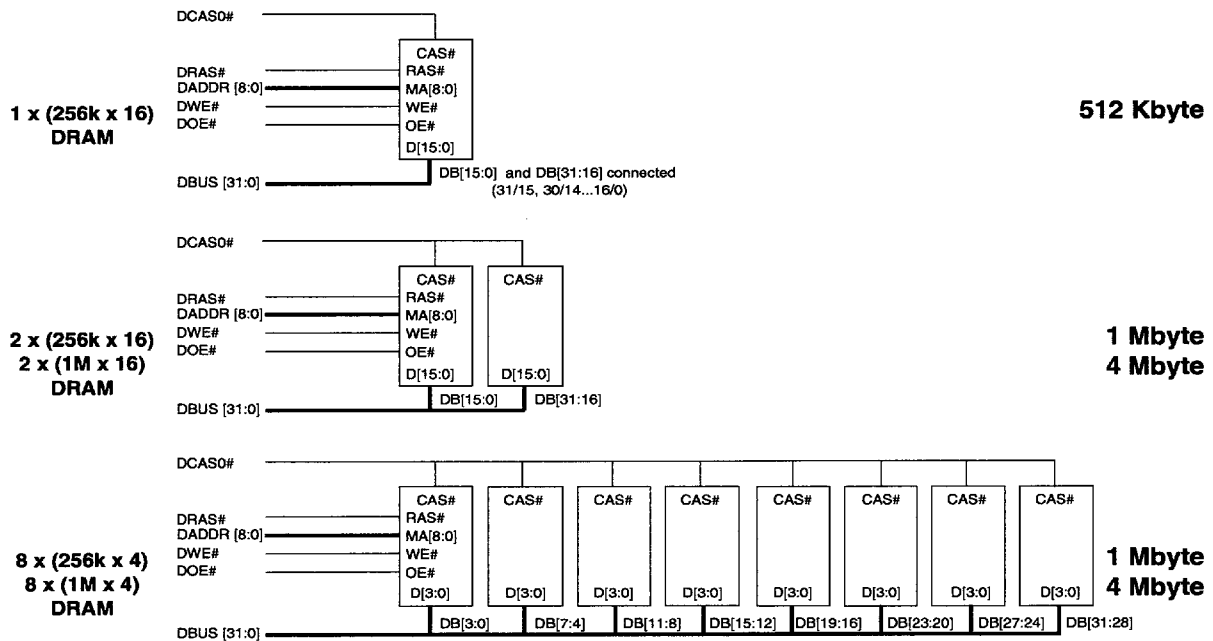 DCAS0#
CAS#
DRAS#
RAS#
DADDR [8:0]
MA[8:0]
DWE#
WE#
DOE#
OE#
D[15:0]
1 x (256k x 16)
DRAM
512 Kbyte
DBUS [31:0]
DB[15:0] and DB[31:16] connected
(31/15, 30/14...16/0)
DCAS0#
CAS#
CAS#
DRAS#
RAS#
DADDR [8:0]
MA[8:0]
DWE#
WE#
DOE#
OE#
D[15:0]
D[15:0]
2 x (256k x 16)
2 x (1M x 16)
DRAM
1 Mbyte
4 Mbyte
DBUS [31:0]
DB[15:0]
DB[31:16]
DCAS0#
CAS#
CAS#
CAS#
CAS#
CAS#
CAS#
CAS#
CAS#
DRAS#
RAS#
DADDR [8:0]
MA[8:0]
DWE#
WE#
DOE#
OE#
8 x (256k x 4)
8 x (1M x 4)
DRAM
1 Mbyte
4 Mbyte
D[3:0]
D[3:0]
D[3:0]
D[3:0]
D[3:0]
D[3:0]
D[3:0]
D[3:0]
DBUS [31:0]
DB[3:0]
DB[7:4]
DB[11:8]
DB[15:12]
DB[19:16]
DB[23:20]
DB[27:24]
DB[31:28]